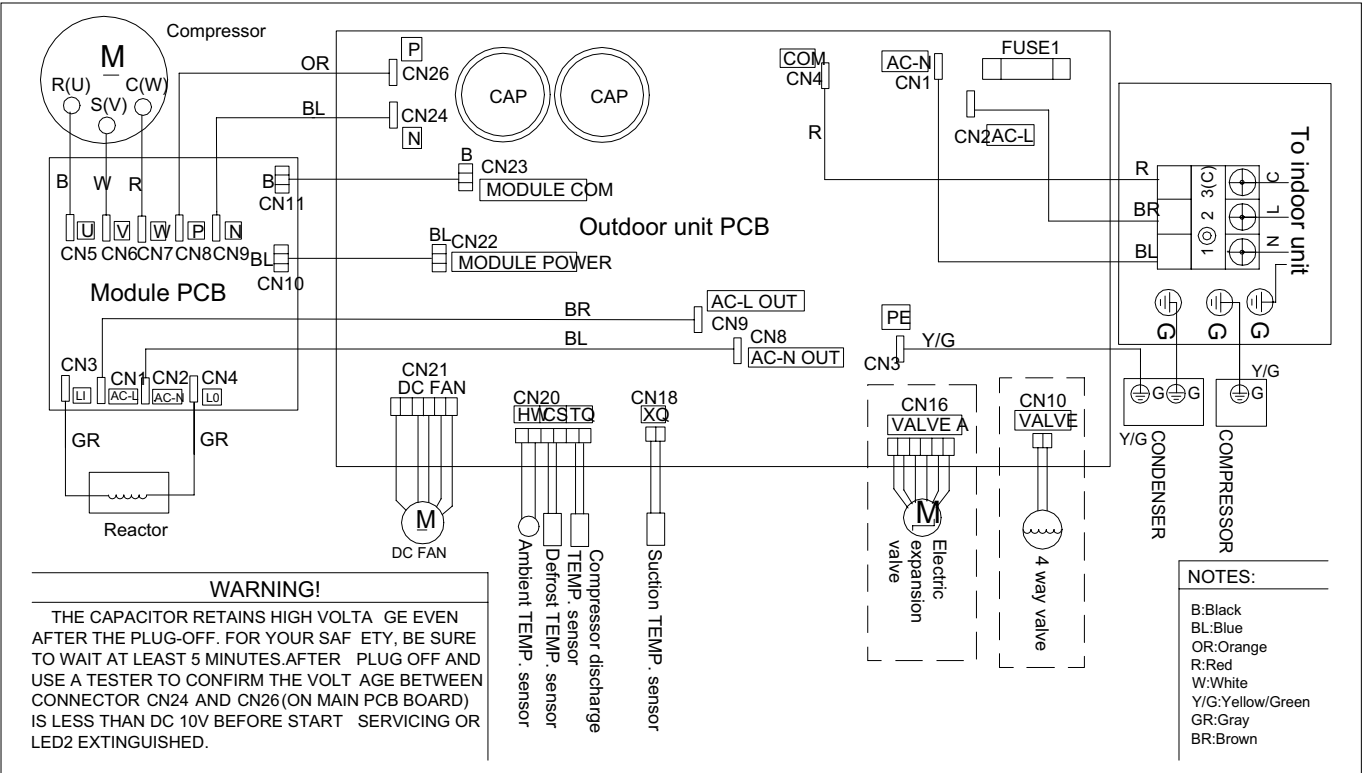 Compressor
M
R(U)
C(W)
S(V)
OR
BL
P
CN26
CN24
N
CAP
CAP
COM
CN4
AC-N
CN1
FUSE1
CN2 AC-L
R
B
W
R
U
V
W
P
N
CN5 CN6 CN7 CN8 CN9
B
CN11
B
CN23
MODULE COM
BL
CN10
BL
CN22
MODULE POWER
Module PCB
Outdoor unit PCB
R
BR
BL
1
2
3(C)
C
L
N
To indoor unit
G
G
G
BR
BL
AC-L OUT
CN9
CN8
AC-N OUT
PE
CN3
Y/G
CN3
CN1
CN2
CN4
LI
AC-L
AC-N
L0
GR
GR
Reactor
CN21
DC FAN
M
DC FAN
CN20
HW CS TQ
CN18
XQ
Ambient TEMP. sensor
Defrost TEMP. sensor
Compressor discharge
TEMP. sensor
Suction TEMP. sensor
CN16
VALVE A
M
Electric
expansion
valve
CN10
VALVE
4 way valve
G
G
Y/G
CONDENSER
Y/G
G
COMPRESSOR
WARNING!
THE CAPACITOR RETAINS HIGH VOLTA GE EVEN
AFTER THE PLUG-OFF. FOR YOUR SAF ETY, BE SURE
TO WAIT AT LEAST 5 MINUTES.AFTER PLUG OFF AND
USE A TESTER TO CONFIRM THE VOLT AGE BETWEEN
CONNECTOR CN24 AND CN26(ON MAIN PCB BOARD)
IS LESS THAN DC 10V BEFORE START SERVICING OR
LED2 EXTINGUISHED.
NOTES:
B:Black
BL:Blue
OR:Orange
R:Red
W:White
Y/G:Yellow/Green
GR:Gray
BR:Brown